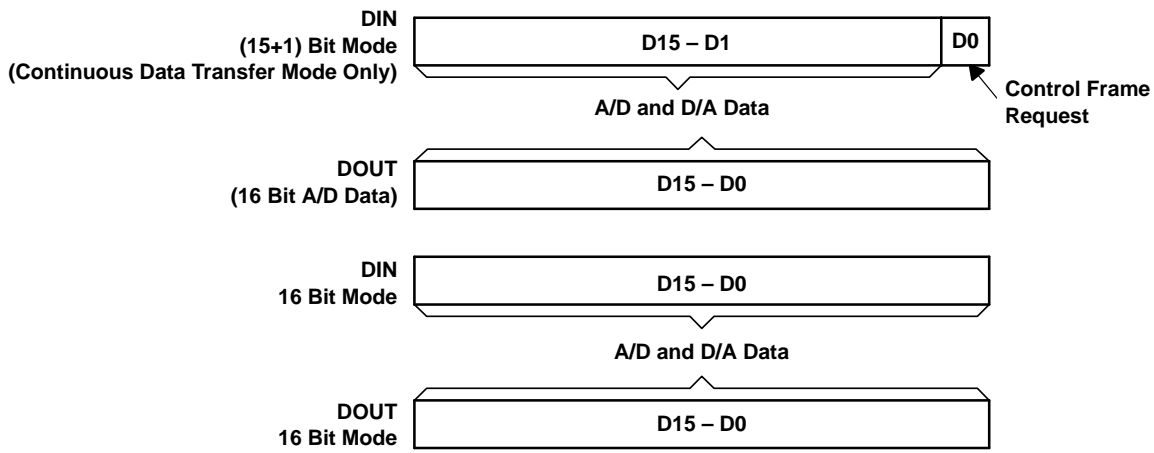 DIN
(15+1) Bit Mode
(Continuous Data Transfer Mode Only)
D15 – D1
D0
A/D and D/A Data
Control Frame
Request
DOUT
(16 Bit A/D Data)
D15 – D0
DIN
16 Bit Mode
D15 – D0
A/D and D/A Data
DOUT
16 Bit Mode
D15 – D0